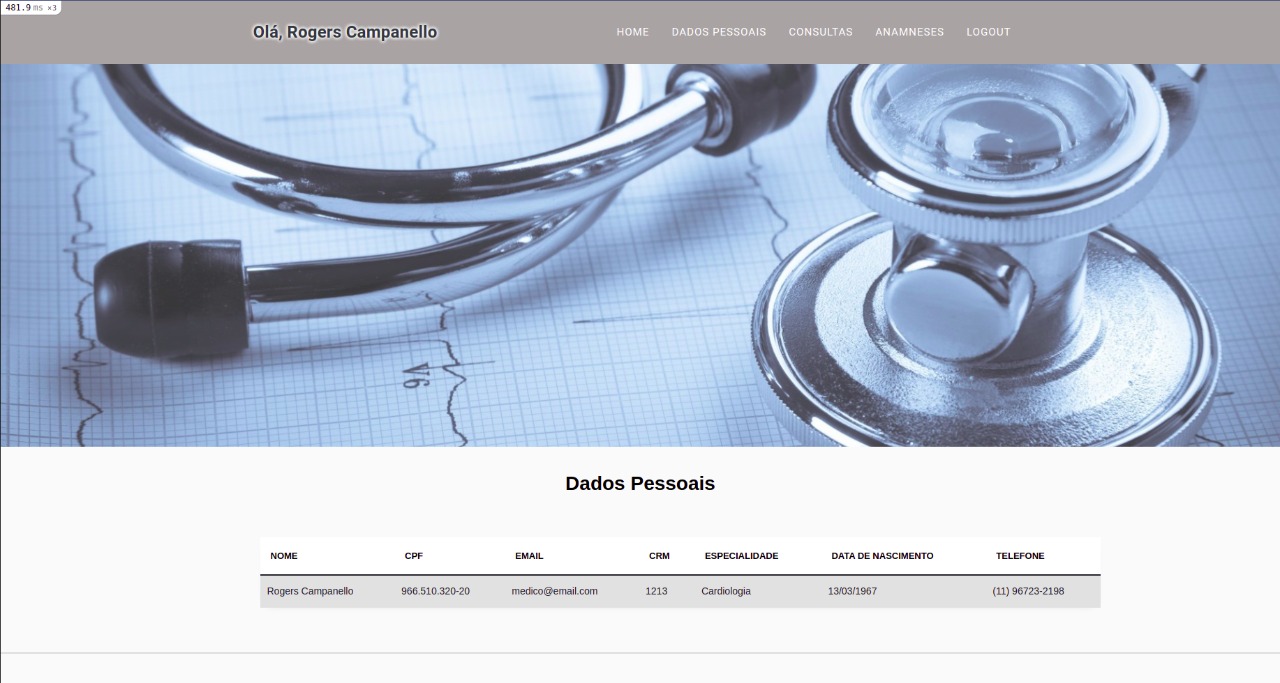 481.9 ms ×3
Olá, Rogers Campanello HOME DADOS PESSOAIS CONSULTAS ANAMNESES LOGOUT
V6
Dados Pessoais
NOME CPF EMAIL CRM ESPECIALIDADE DATA DE NASCIMENTO TELEFONE
Rogers Campanello 966.510.320-20 medico@email.com 1213 Cardiologia 13/03/1967 (11) 96723-2198